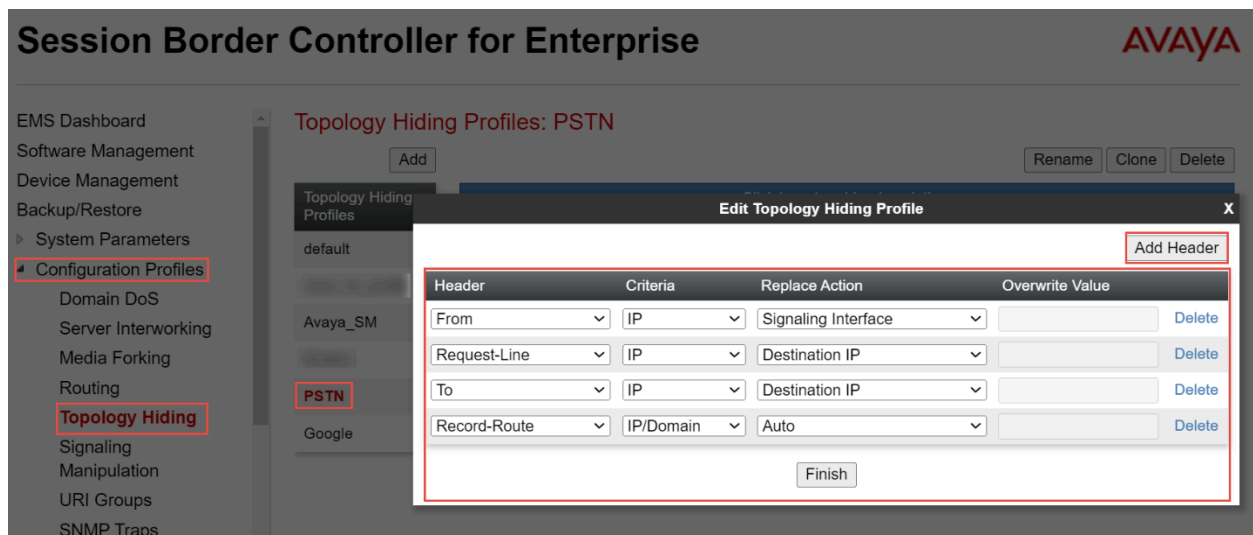 Session Border Controller for Enterprise
AVAYA
EMS Dashboard
Software Management
Device Management
Backup/Restore
System Parameters
Configuration Profiles
Domain DoS
Server Interworking
Media Forking
Routing
Topology Hiding
Signaling
Manipulation
URI Groups
SNMP Traps
Topology Hiding Profiles: PSTN
Add
Rename Clone Delete
Topology Hiding
Profiles
default
Avaya_SM
PSTN
Google
Edit Topology Hiding Profile X
Add Header
Header Criteria Replace Action Overwrite Value
From IP Signaling Interface Delete
Request-Line IP Destination IP Delete
To IP Destination IP Delete
Record-Route IP/Domain Auto Delete
Finish